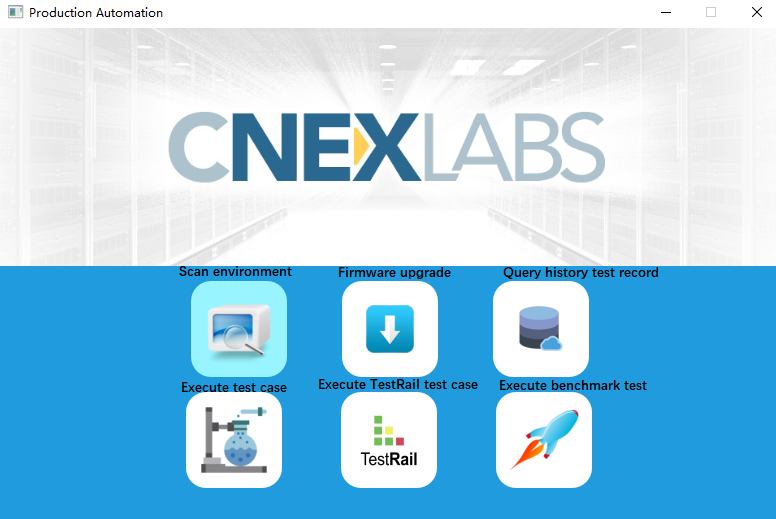 Production Automation
CNEXLABS
Scan environment
Firmware upgrade
Query history test record
Execute test case
Execute TestRail test case
Execute benchmark test
TestRail